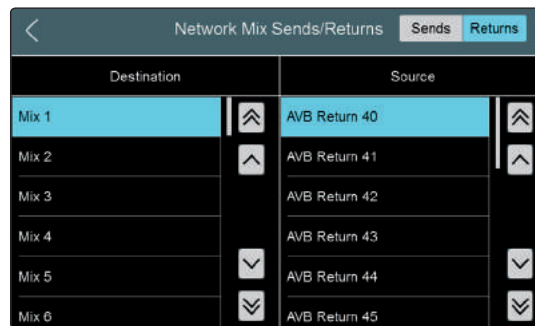 Network Mix Sends/Returns Sends Returns
Destination Source
Mix 1 AVB Return 40
Mix 2 AVB Return 41
Mix 3 AVB Return 42
Mix 4 AVB Return 43
Mix 5 AVB Return 44
Mix 6 AVB Return 45